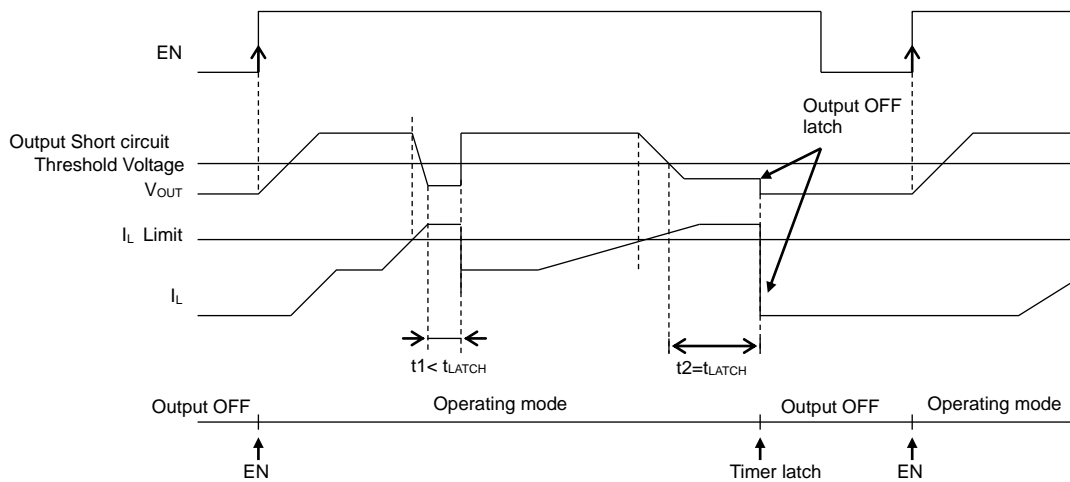 EN
Output OFF
latch
Output Short circuit
Threshold Voltage
VOUT
IL Limit
IL
t1< tLATCH
t2=tLATCH
Output OFF
Operating mode
Output OFF
Operating mode
EN
Timer latch
EN